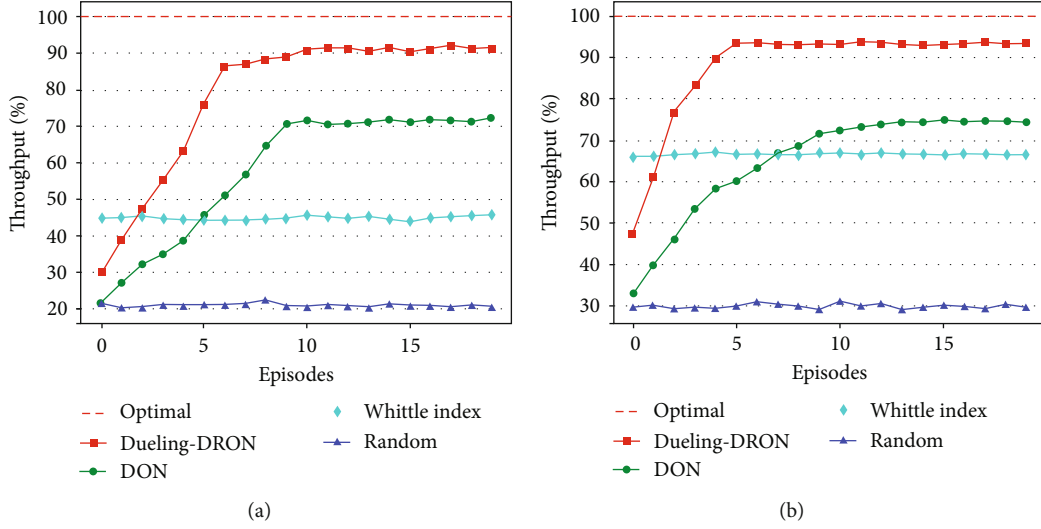 100
90
80
70
60
50
40
30
20
Throughput (%)
0
5
10
15
Episodes
Optimal
Dueling-DRON
DON
Whittle index
Random
(a)
100
90
80
70
60
50
40
30
Throughput (%)
0
5
10
15
Episodes
Optimal
Dueling-DRON
DON
Whittle index
Random
(b)